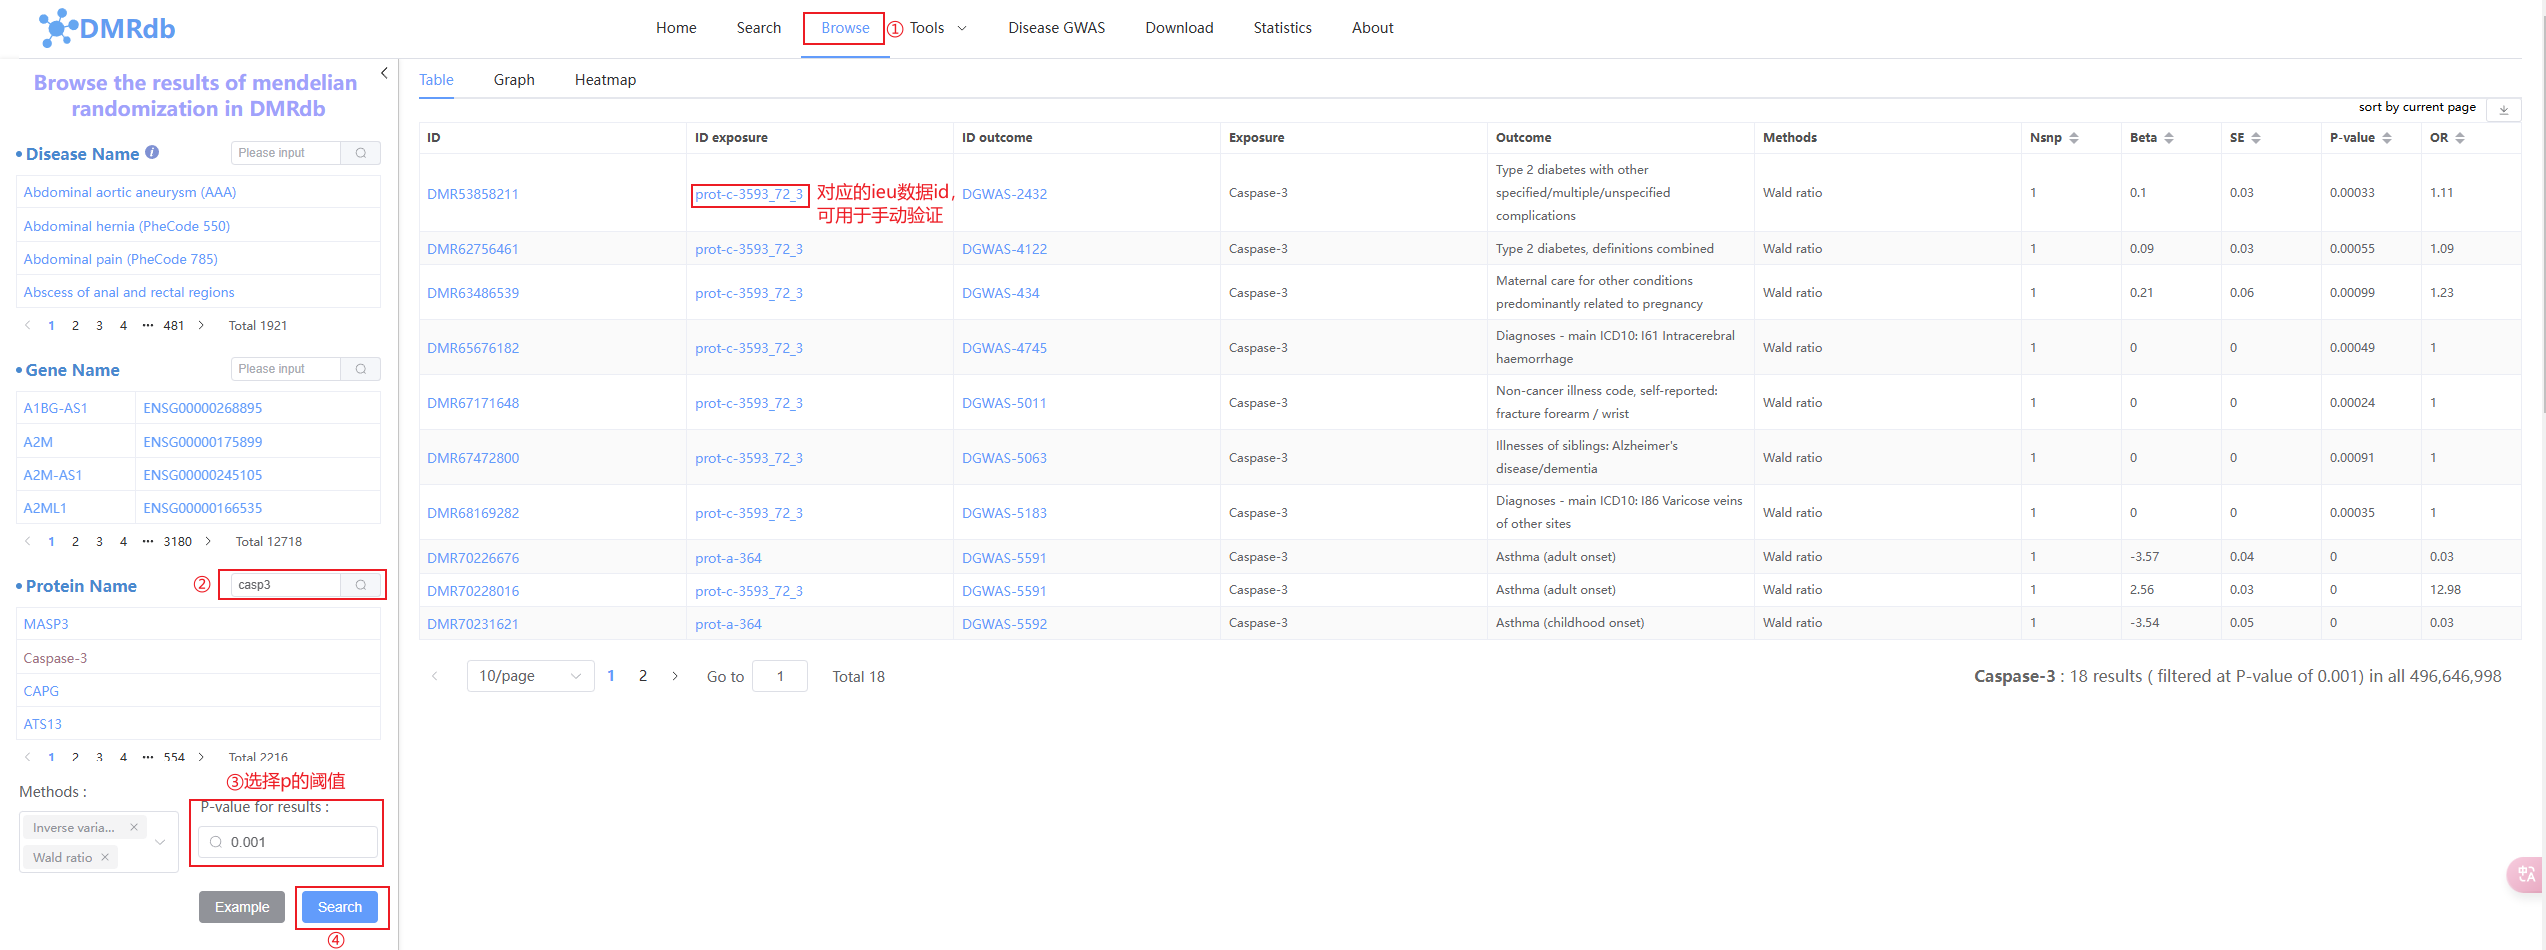 DMRdb
Home Search Browse ① Tools Disease GWAS Download Statistics About
Browse the results of mendelian
randomization in DMRdb
Disease Name Please input
Abdominal aortic aneurysm (AAA)
Abdominal hernia (PheCode 550)
Abdominal pain (PheCode 785)
Abscess of anal and rectal regions
1 2 3 4 ··· 481 Total 1921
Gene Name Please input
A1BG-AS1 ENSG00000268895
A2M ENSG00000175899
A2M-AS1 ENSG00000245105
A2ML1 ENSG00000166535
1 2 3 4 ··· 3180 Total 12718
Protein Name ② casp3
MASP3
Caspase-3
CAPG
ATS13
1 2 3 4 ··· 554 Total 2216
③选择p的阈值
Methods :
P-value for results :
Inverse varia... ×
Wald ratio ×
0.001
Example Search
④
Table Graph Heatmap
sort by current page
ID ID exposure ID outcome Exposure Outcome Methods Nsnp Beta SE P-value OR
DMR53858211 prot-c-3593_72_3 DGWAS-2432 Caspase-3 Type 2 diabetes with other specified/multiple/unspecified complications Wald ratio 1 0.1 0.03 0.00033 1.11
对应的ieu数据id，
可用于手动验证
DMR62756461 prot-c-3593_72_3 DGWAS-4122 Caspase-3 Type 2 diabetes, definitions combined Wald ratio 1 0.09 0.03 0.00055 1.09
DMR63486539 prot-c-3593_72_3 DGWAS-434 Caspase-3 Maternal care for other conditions predominantly related to pregnancy Wald ratio 1 0.21 0.06 0.00099 1.23
DMR65676182 prot-c-3593_72_3 DGWAS-4745 Caspase-3 Diagnoses - main ICD10: I61 Intracerebral haemorrhage Wald ratio 1 0 0 0.00049 1
DMR67171648 prot-c-3593_72_3 DGWAS-5011 Caspase-3 Non-cancer illness code, self-reported: fracture forearm / wrist Wald ratio 1 0 0 0.00024 1
DMR67472800 prot-c-3593_72_3 DGWAS-5063 Caspase-3 Illnesses of siblings: Alzheimer's disease/dementia Wald ratio 1 0 0 0.00091 1
DMR68169282 prot-c-3593_72_3 DGWAS-5183 Caspase-3 Diagnoses - main ICD10: I86 Varicose veins of other sites Wald ratio 1 0 0 0.00035 1
DMR70226676 prot-a-364 DGWAS-5591 Caspase-3 Asthma (adult onset) Wald ratio 1 -3.57 0.04 0 0.03
DMR70228016 prot-c-3593_72_3 DGWAS-5591 Caspase-3 Asthma (adult onset) Wald ratio 1 2.56 0.03 0 12.98
DMR70231621 prot-a-364 DGWAS-5592 Caspase-3 Asthma (childhood onset) Wald ratio 1 -3.54 0.05 0 0.03
10/page 1 2 Go to 1 Total 18
Caspase-3 : 18 results ( filtered at P-value of 0.001) in all 496,646,998